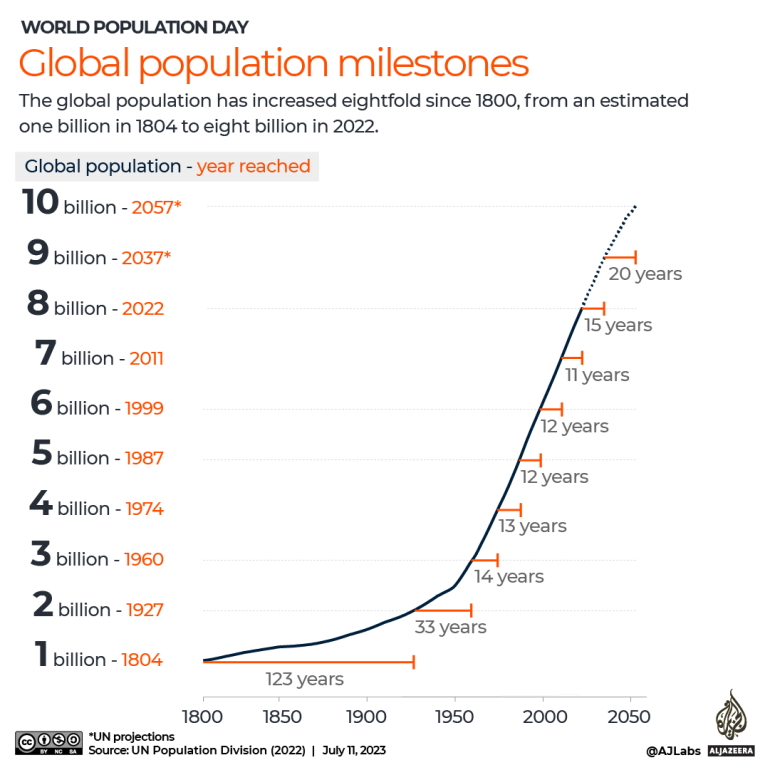 WORLD POPULATION DAY
Global population milestones
The global population has increased eightfold since 1800, from an estimated
one billion in 1804 to eight billion in 2022.
Global population - year reached
10 billion - 2057*
9 billion - 2037*
20 years
8 billion - 2022
15 years
7 billion - 2011
11 years
6 billion - 1999
12 years
5 billion - 1987
12 years
4 billion - 1974
13 years
3 billion - 1960
14 years
2 billion - 1927
33 years
1 billion - 1804
123 years
1800 1850 1900 1950 2000 2050
*UN projections
cc BY NC SA
Source: UN Population Division (2022) | July 11, 2023
@AJLabs ALJAZEERA